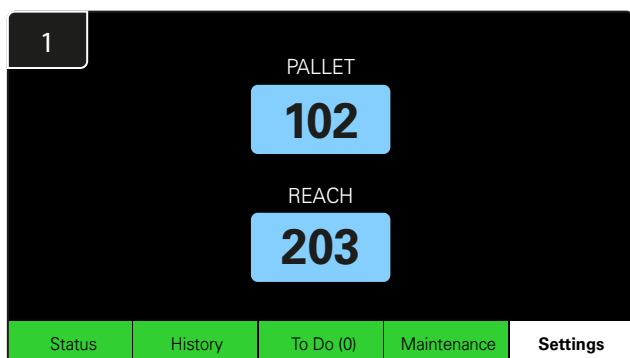 1
PALLET
102
REACH
203
Status History To Do (0) Maintenance Settings